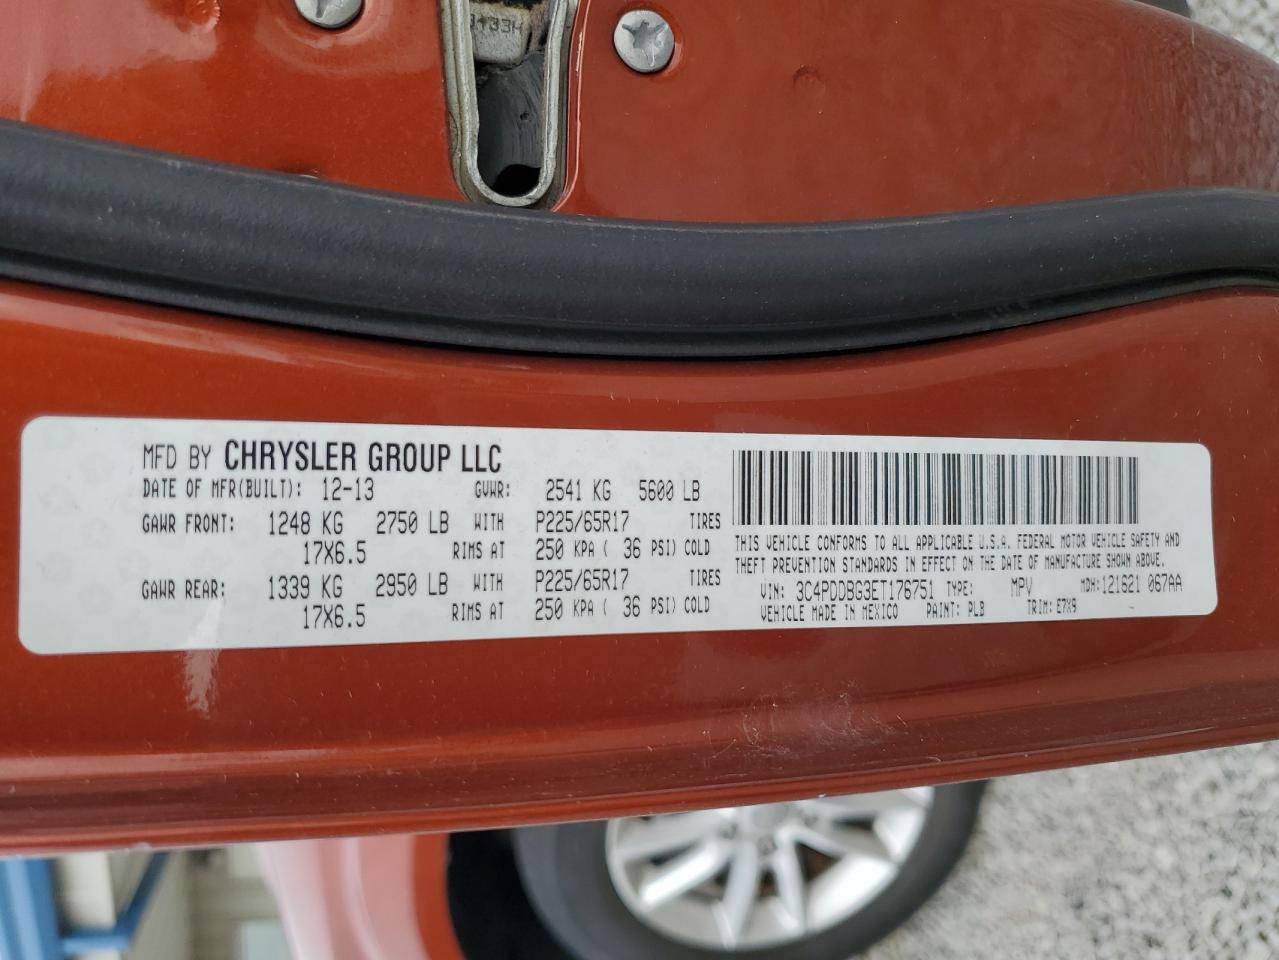 433H
MFD BY CHRYSLER GROUP LLC
DATE OF MFR(BUILT): 12-13 GVWR: 2541 KG 5600 LB
GAWR FRONT: 1248 KG 2750 LB WITH P225/65R17 TIRES
17X6.5 RIMS AT 250 KPA ( 36 PSI) COLD
GAWR REAR: 1339 KG 2950 LB WITH P225/65R17 TIRES
17X6.5 RIMS AT 250 KPA ( 36 PSI) COLD
THIS VEHICLE CONFORMS TO ALL APPLICABLE U.S.A. FEDERAL MOTOR VEHICLE SAFETY AND
THEFT PREVENTION STANDARDS IN EFFECT ON THE DATE OF MANUFACTURE SHOWN ABOVE.
VIN: 3C4PDDBG3ET176751 TYPE: MPV MDH: 121621 067AA
VEHICLE MADE IN MEXICO PAINT: PLB TRIM: E7X9